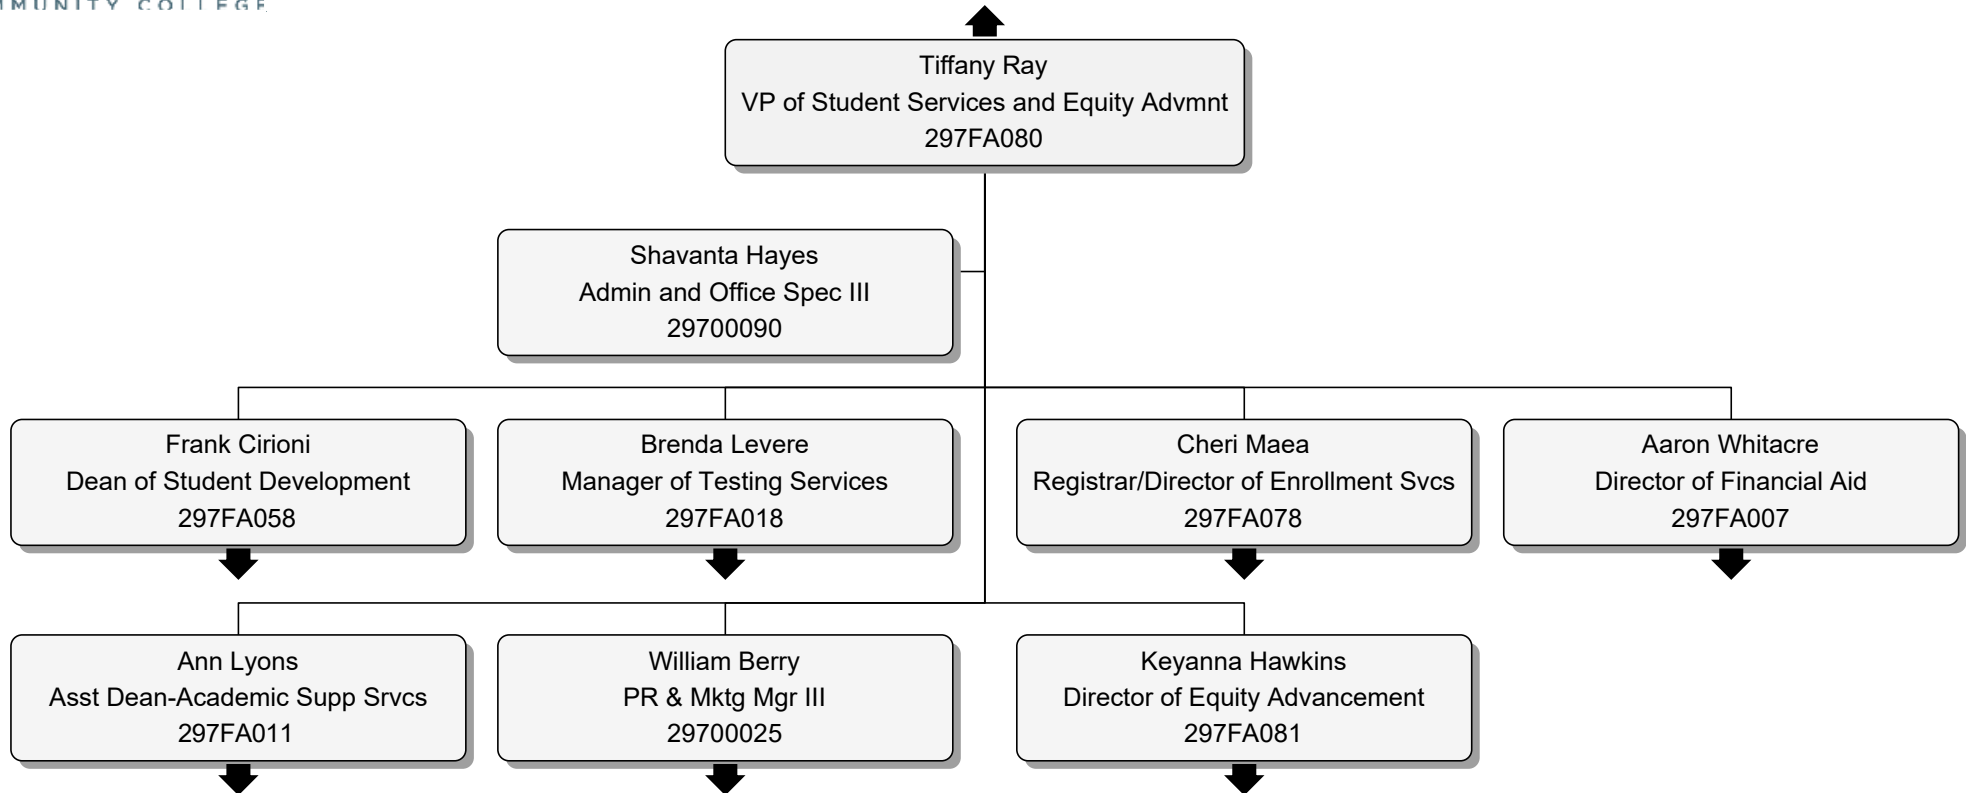 COMMUNITY COLLEGE
Tiffany Ray
VP of Student Services and Equity Advmnt
297FA080
Shavanta Hayes
Admin and Office Spec III
29700090
Frank Cirioni
Dean of Student Development
297FA058
Brenda Levere
Manager of Testing Services
297FA018
Cheri Maea
Registrar/Director of Enrollment Svcs
297FA078
Aaron Whitacre
Director of Financial Aid
297FA007
Ann Lyons
Asst Dean-Academic Supp Srvcs
297FA011
William Berry
PR & Mktg Mgr III
29700025
Keyanna Hawkins
Director of Equity Advancement
297FA081